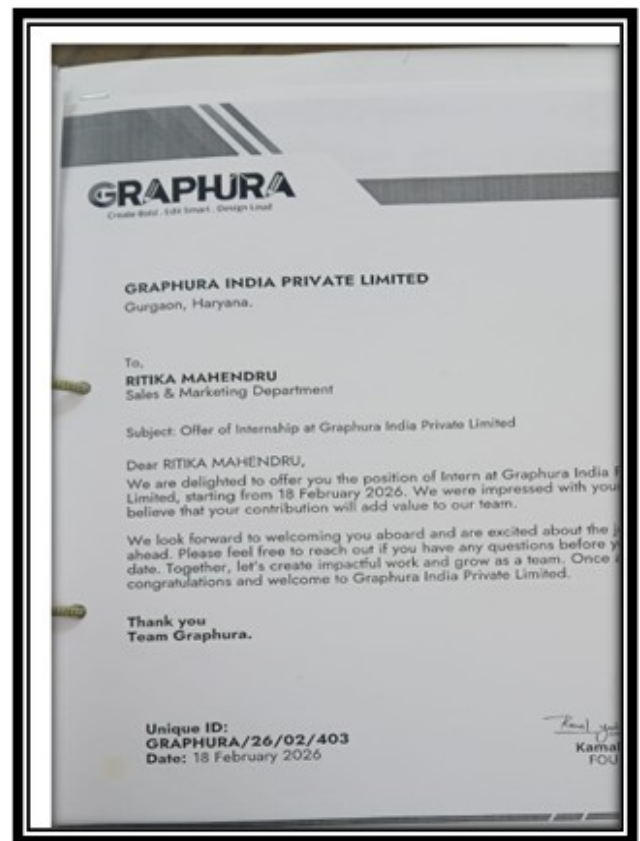 GRAPHURA
Create Bold . Edit Smart . Design Loud
GRAPHURA INDIA PRIVATE LIMITED
Gurgaon, Haryana.
To,
RITIKA MAHENDRU
Sales & Marketing Department
Subject: Offer of Internship at Graphura India Private Limited
Dear RITIKA MAHENDRU,
We are delighted to offer you the position of Intern at Graphura India
Limited, starting from 18 February 2026. We were impressed with your
believe that your contribution will add value to our team.
We look forward to welcoming you aboard and are excited about the
ahead. Please feel free to reach out if you have any questions before
date. Together, let's create impactful work and grow as a team. Once
congratulations and welcome to Graphura India Private Limited.
Thank you
Team Graphura.
Unique ID:
GRAPHURA/26/02/403
Date: 18 February 2026
Kamal
FOU